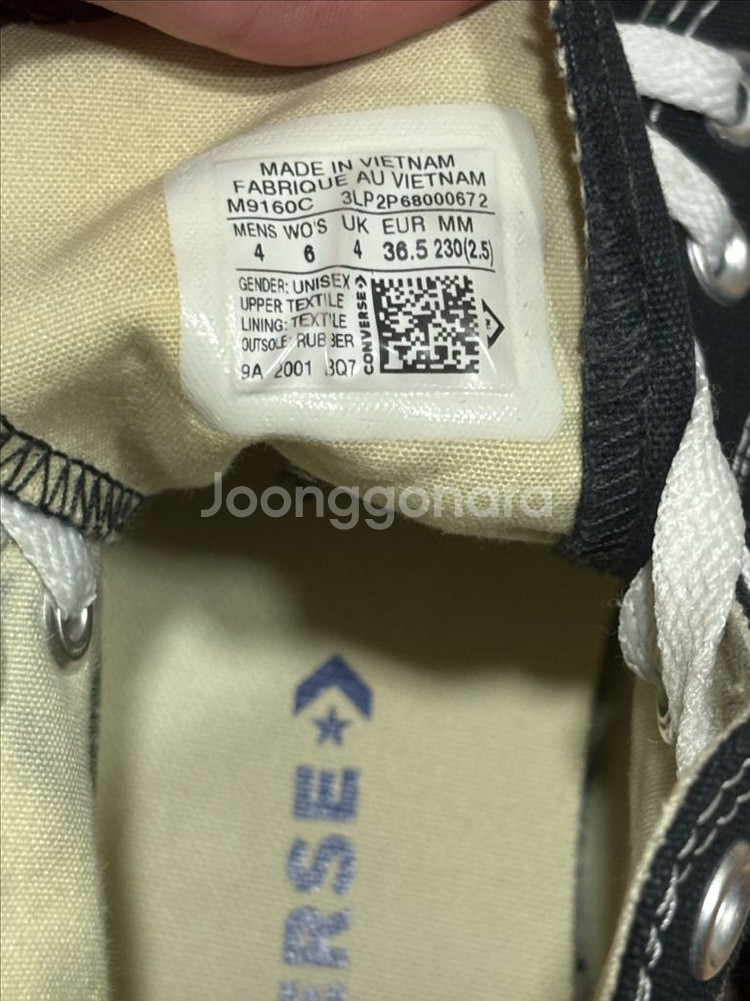 MADE IN VIETNAM
FABRIQUE AU VIETNAM
M9160C 3LP2P68000672
MENS WO'S UK EUR MM
4 6 4 36.5 230(2.5)
GENDER: UNISEX
UPPER TEXTILE
LINING: TEXTILE
OUTSOLE: RUBBER
9A 2001 BQ7
CONVERSE
Joonggonara
ERSE